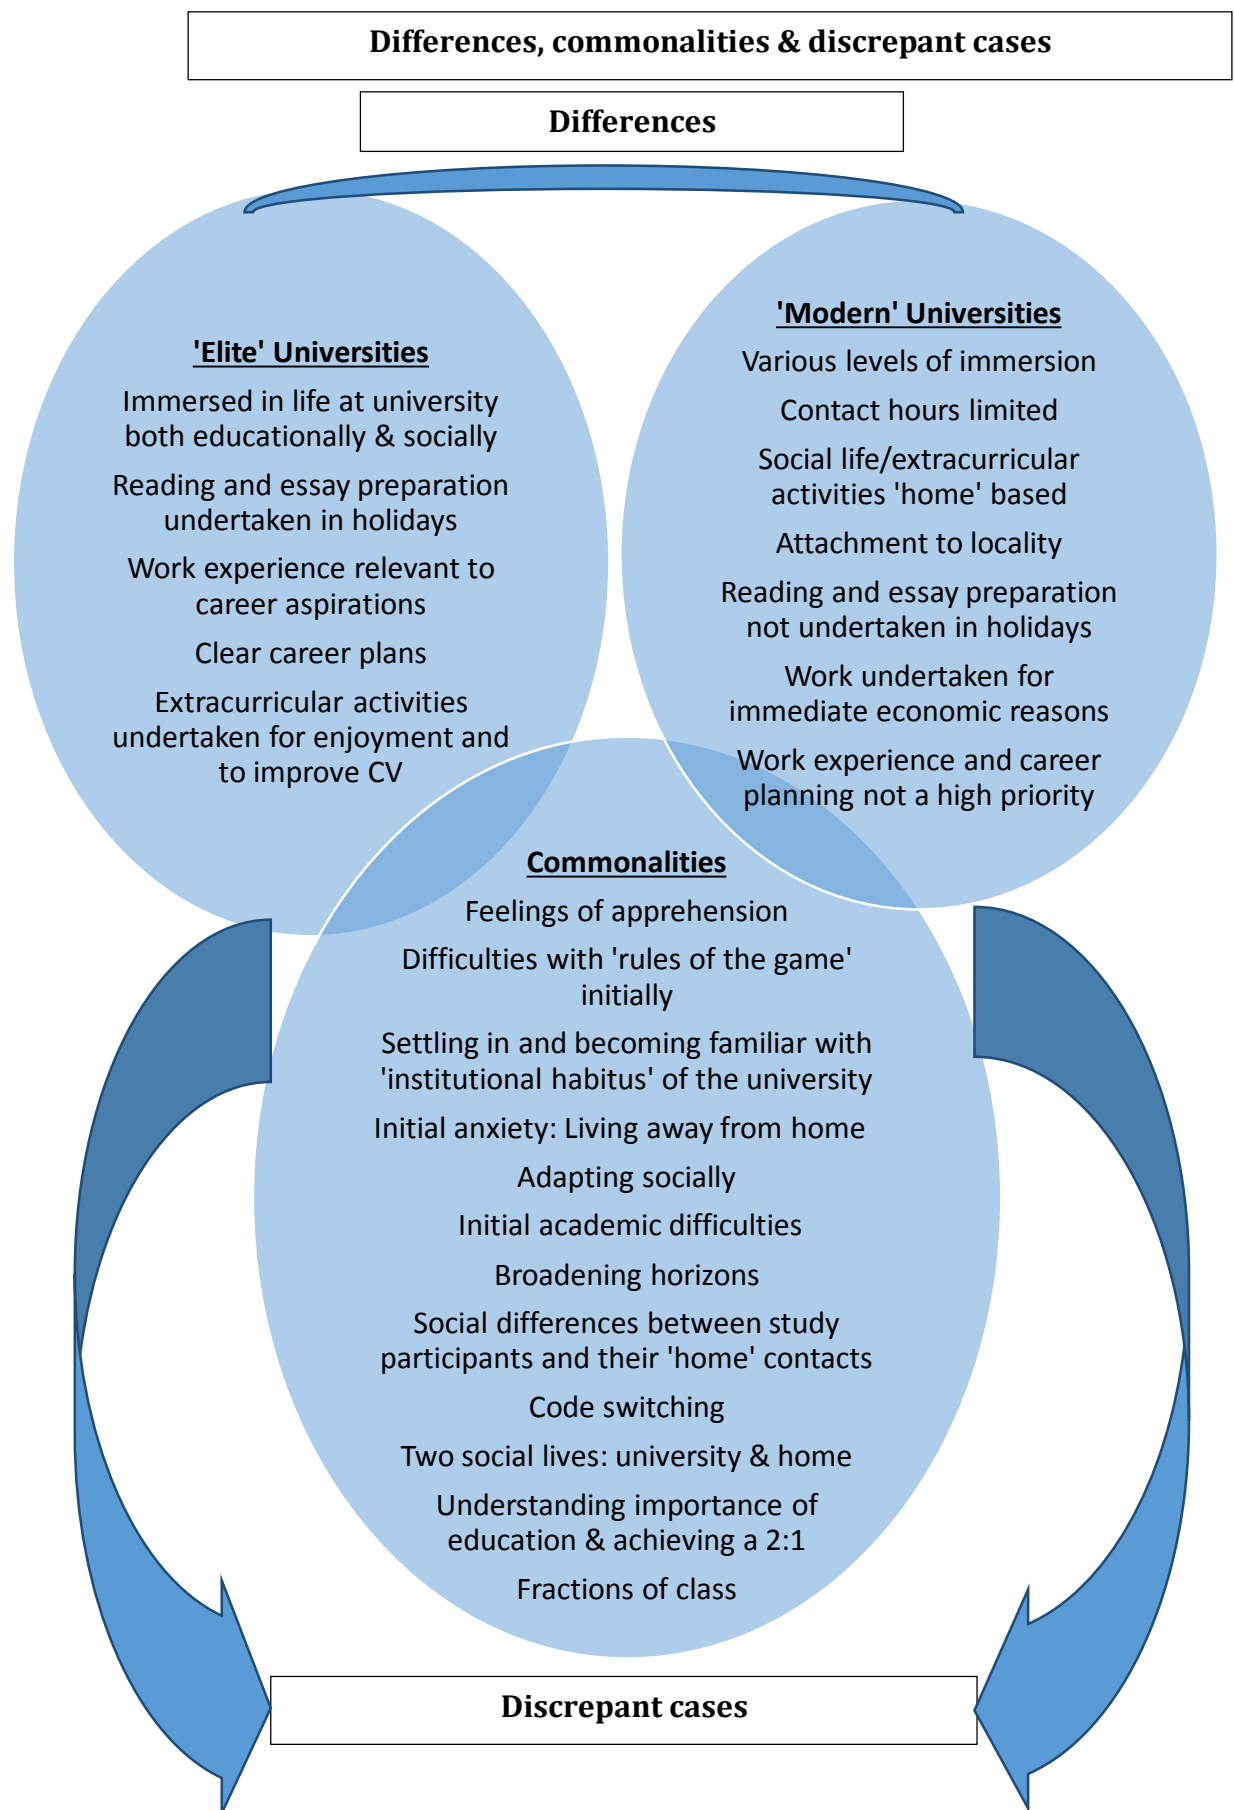 Differences, commonalities & discrepant cases
Differences
'Elite' Universities
Immersed in life at university
both educationally & socially
Reading and essay preparation
undertaken in holidays
Work experience relevant to
career aspirations
Clear career plans
Extracurricular activities
undertaken for enjoyment and
to improve CV
'Modern' Universities
Various levels of immersion
Contact hours limited
Social life/extracurricular
activities 'home' based
Attachment to locality
Reading and essay preparation
not undertaken in holidays
Work undertaken for
immediate economic reasons
Work experience and career
planning not a high priority
Commonalities
Feelings of apprehension
Difficulties with 'rules of the game'
initially
Settling in and becoming familiar with
'institutional habitus' of the university
Initial anxiety: Living away from home
Adapting socially
Initial academic difficulties
Broadening horizons
Social differences between study
participants and their 'home' contacts
Code switching
Two social lives: university & home
Understanding importance of
education & achieving a 2:1
Fractions of class
Discrepant cases